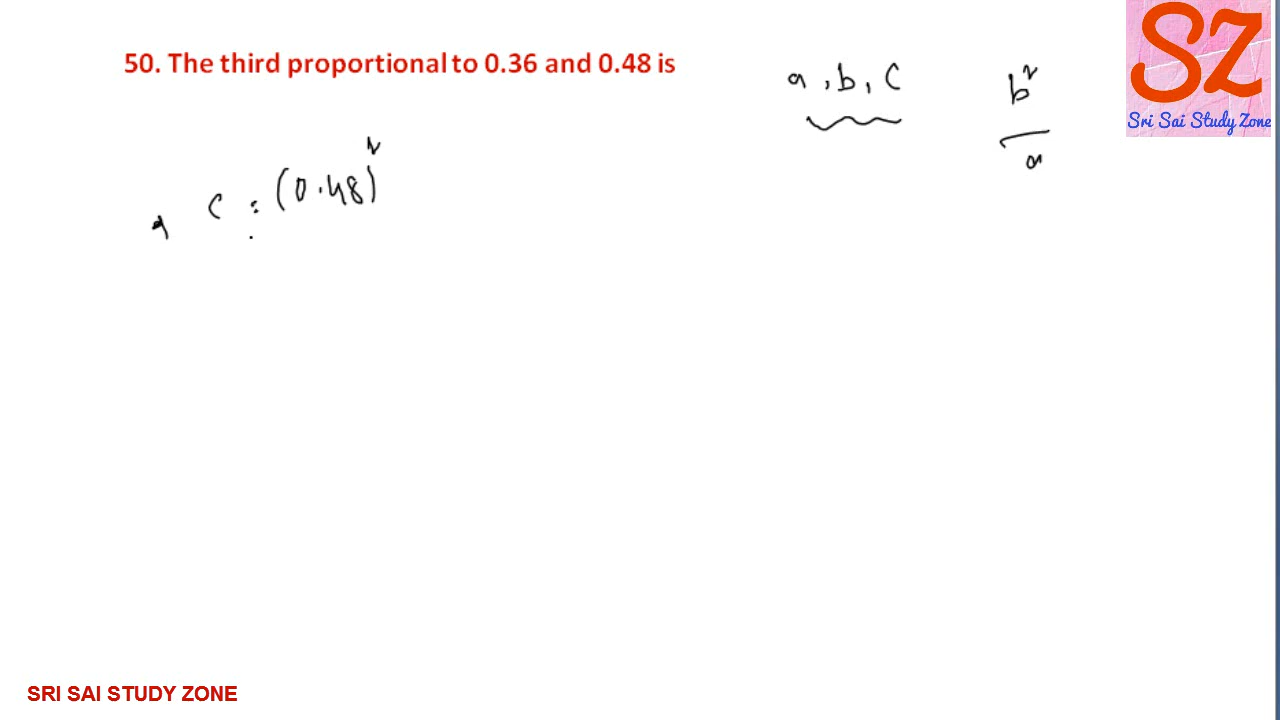 SZ
Sri Sai Study Zone
50. The third proportional to 0.36 and 0.48 is
a , b , c
b²
a
c = (0.48)²
SRI SAI STUDY ZONE